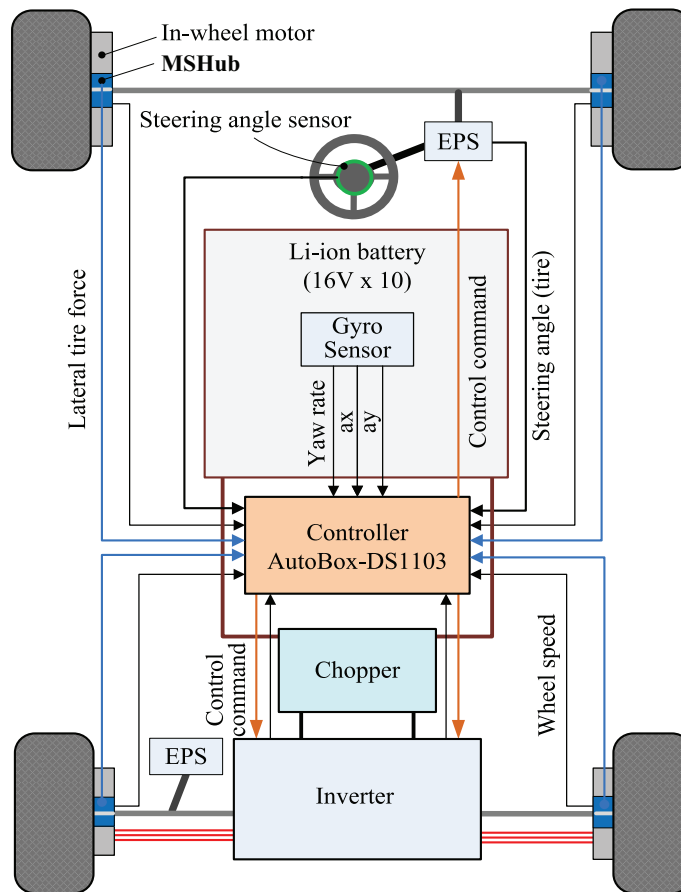 In-wheel motor
MSHub
Steering angle sensor
EPS
Li-ion battery
(16V x 10)
Gyro
Sensor
Lateral tire force
Yaw rate
ax
ay
Control command
Steering angle (tire)
Controller
AutoBox-DS1103
Control
command
Chopper
Wheel speed
EPS
Inverter